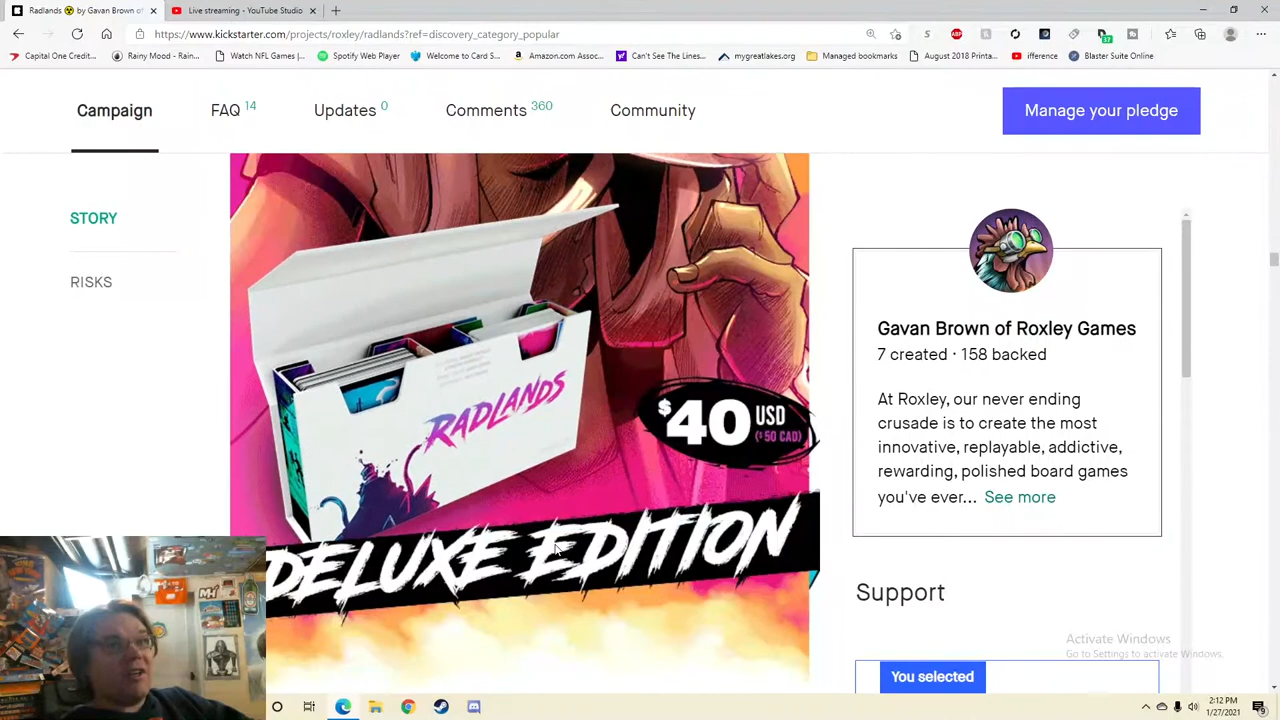 Radlands ☢ by Gavan Brown of
Live streaming - YouTube Studio
https://www.kickstarter.com/projects/roxley/radlands?ref=discovery_category_popular
Capital One Credit...
Rainy Mood - Rain...
Watch NFL Games |...
Spotify Web Player
Welcome to Card S...
Amazon.com Assoc...
Can't See The Lines...
mygreatlakes.org
Managed bookmarks
August 2018 Printa...
ifference
Blaster Suite Online
Campaign
FAQ 14
Updates 0
Comments 360
Community
Manage your pledge
STORY
RISKS
RADLANDS
$40 USD
($50 CAD)
DELUXE EDITION
Gavan Brown of Roxley Games
7 created · 158 backed
At Roxley, our never ending
crusade is to create the most
innovative, replayable, addictive,
rewarding, polished board games
you've ever... See more
Support
Activate Windows
Go to Settings to activate Windows.
You selected
2:12 PM
1/27/2021